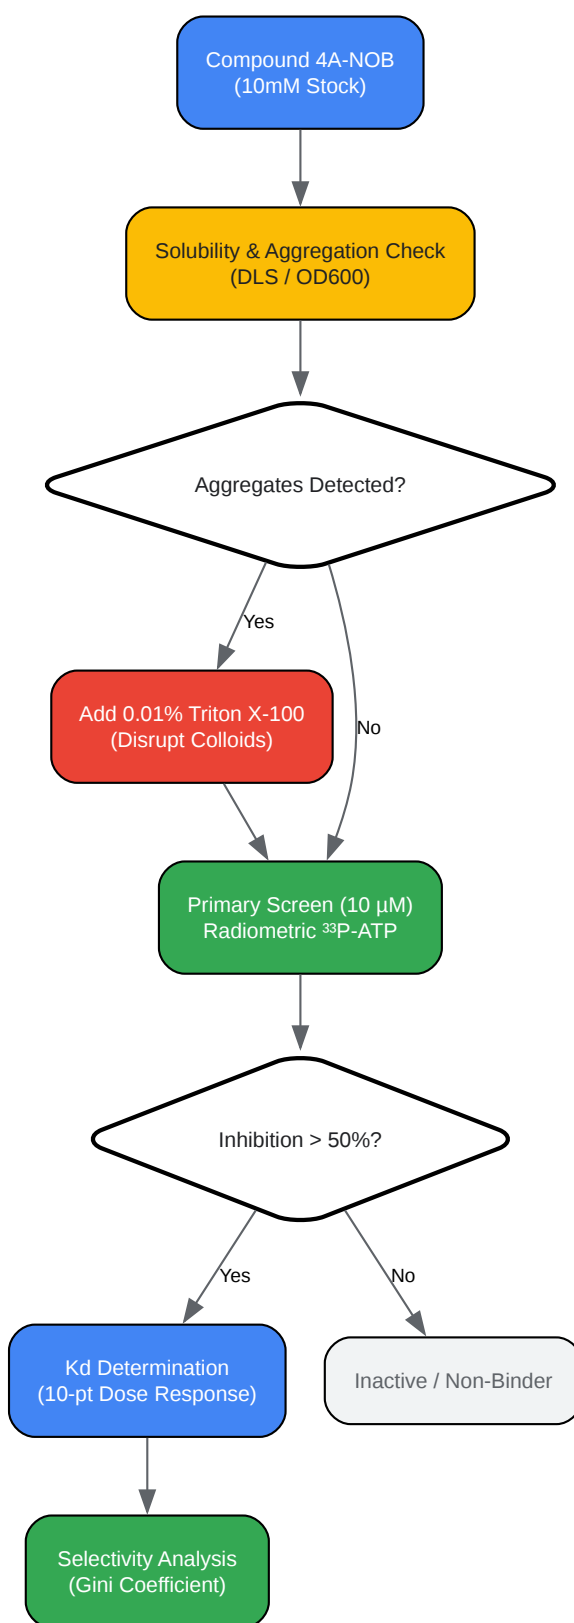 Compound 4A-NOB
(10mM Stock)
Solubility & Aggregation Check
(DLS / OD600)
Aggregates Detected?
Yes
Add 0.01% Triton X-100
(Disrupt Colloids)
No
Primary Screen (10 µM)
Radiometric ³³P-ATP
Inhibition > 50%?
Yes
No
Kd Determination
(10-pt Dose Response)
Inactive / Non-Binder
Selectivity Analysis
(Gini Coefficient)